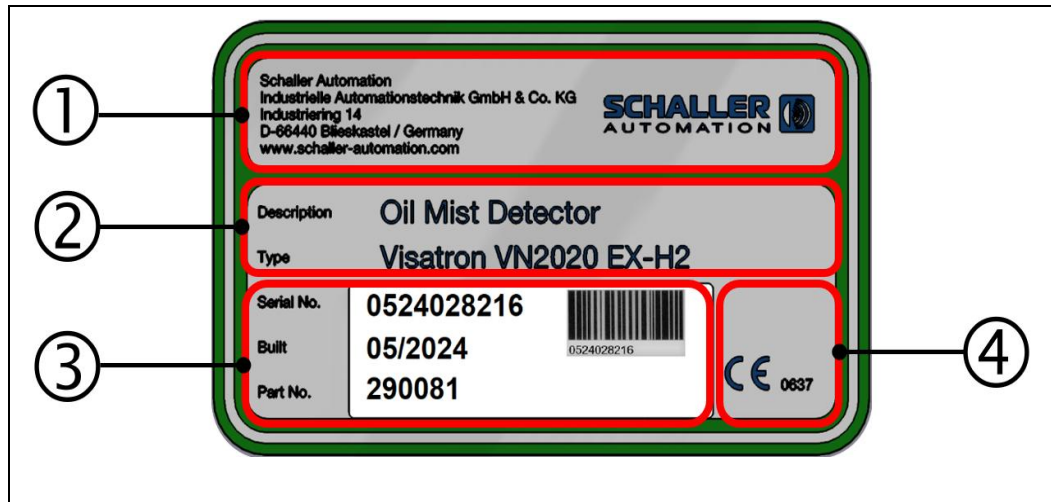 ①
Schaller Automation
Industrielle Automationstechnik GmbH & Co. KG
Industriering 14
D-66440 Blieskastel / Germany
www.schaller-automation.com
SCHALLER
AUTOMATION
②
Description Oil Mist Detector
Type Visatron VN2020 EX-H2
③
Serial No. 0524028216
0524028216
Built 05/2024
Part No. 290081
④
CE 0637